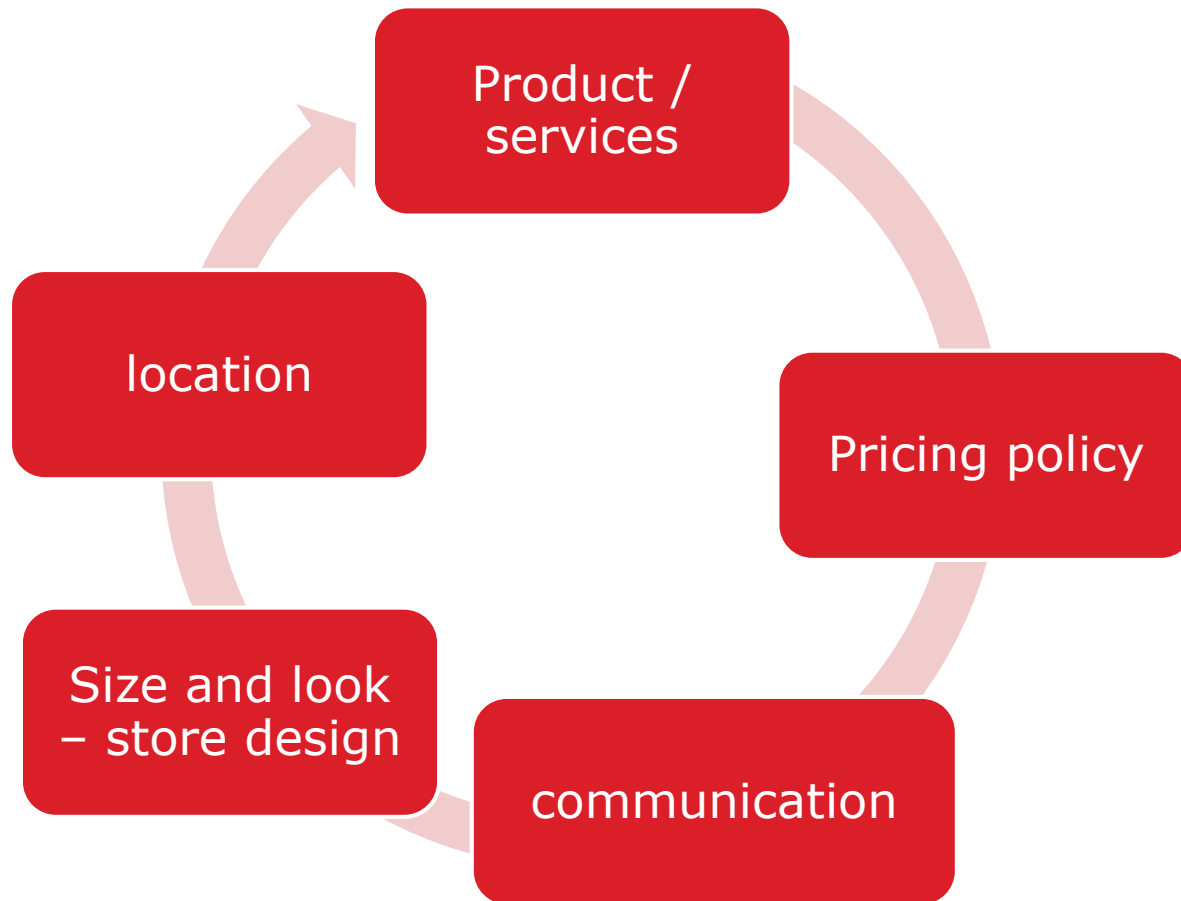 Product /
services
Pricing policy
communication
Size and look
– store design
location